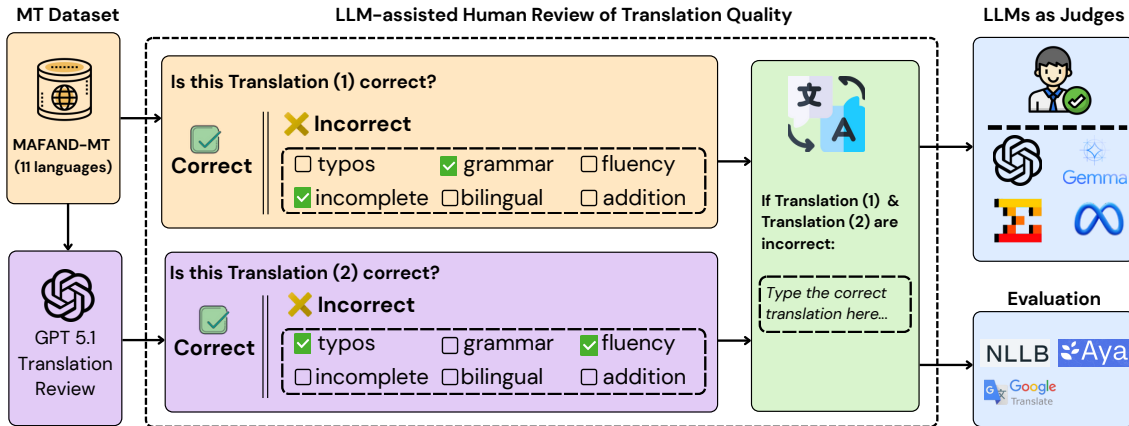 MT Dataset
LLM-assisted Human Review of Translation Quality
LLMs as Judges
MAFAND-MT
(11 languages)
GPT 5.1
Translation
Review
Is this Translation (1) correct?
Correct
Incorrect
typos grammar fluency
incomplete bilingual addition
Is this Translation (2) correct?
Correct
Incorrect
typos grammar fluency
incomplete bilingual addition
文
A
If Translation (1) &
Translation (2) are
incorrect:
Type the correct
translation here...
Gemma
Evaluation
NLLB Aya
G 文 Google
Translate